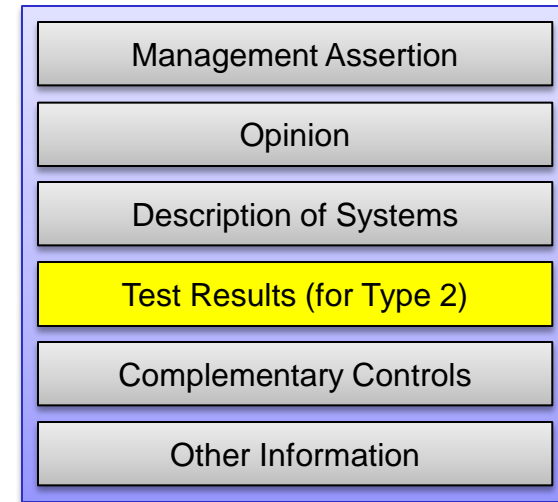 Management Assertion
Opinion
Description of Systems
Test Results (for Type 2)
Complementary Controls
Other Information